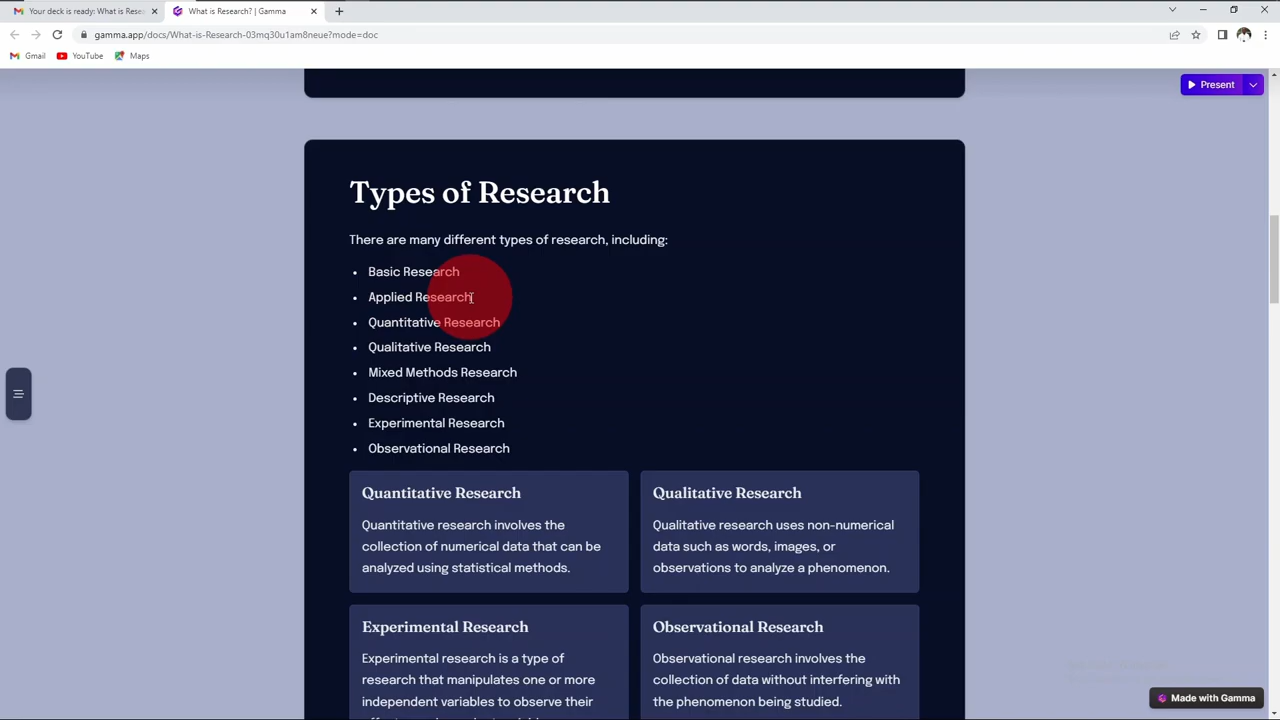 Your deck is ready: What is Resea
What is Research? | Gamma
gamma.app/docs/What-is-Research-03mq30u1am8neue?mode=doc
Gmail
YouTube
Maps
Present
Types of Research
There are many different types of research, including:
• Basic Research
• Applied Research
• Quantitative Research
• Qualitative Research
• Mixed Methods Research
• Descriptive Research
• Experimental Research
• Observational Research
Quantitative Research
Quantitative research involves the
collection of numerical data that can be
analyzed using statistical methods.
Qualitative Research
Qualitative research uses non-numerical
data such as words, images, or
observations to analyze a phenomenon.
Experimental Research
Experimental research is a type of
research that manipulates one or more
independent variables to observe their
Observational Research
Observational research involves the
collection of data without interfering with
the phenomenon being studied.
Made with Gamma